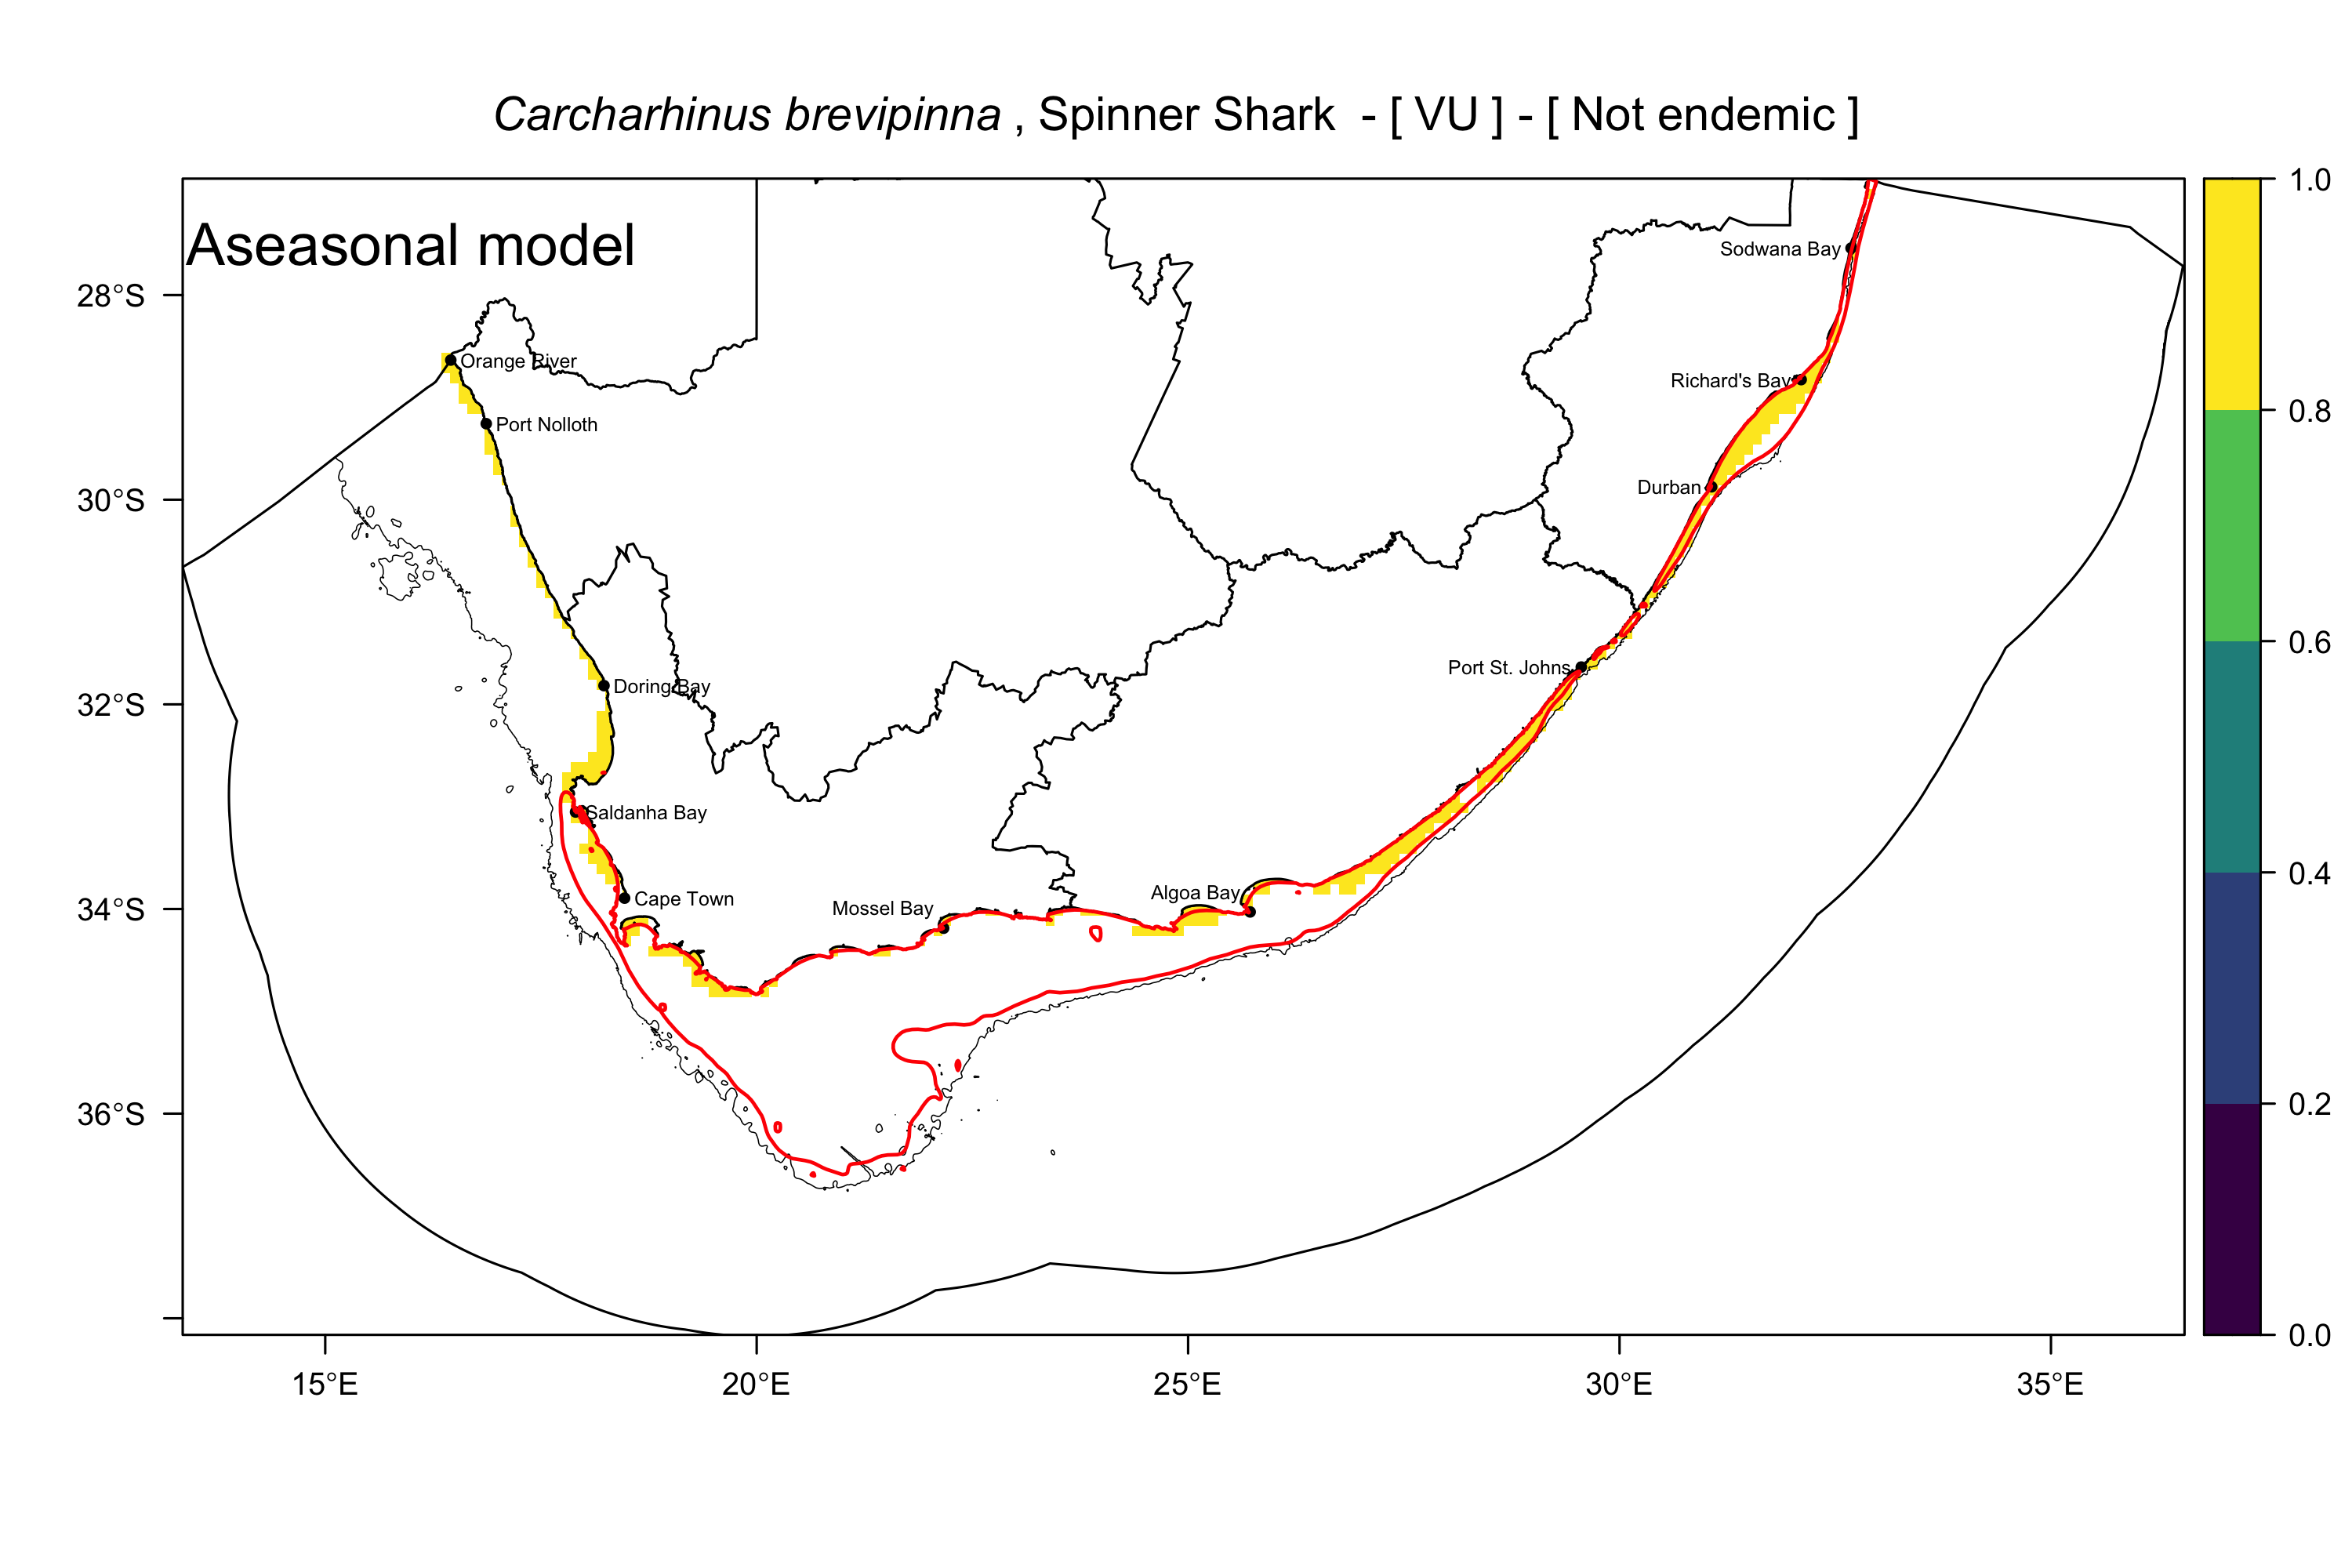 Carcharhinus brevipinna , Spinner Shark - [ VU ] - [ Not endemic ]
Aseasonal model
1.0
0.8
0.6
0.4
0.2
0.0
28°S
30°S
32°S
34°S
36°S
15°E
20°E
25°E
30°E
35°E
Sodwana Bay
Orange River
Richard's Bay
Port Nolloth
Durban
Port St. Johns
Doring Bay
Saldanha Bay
Algoa Bay
Cape Town
Mossel Bay